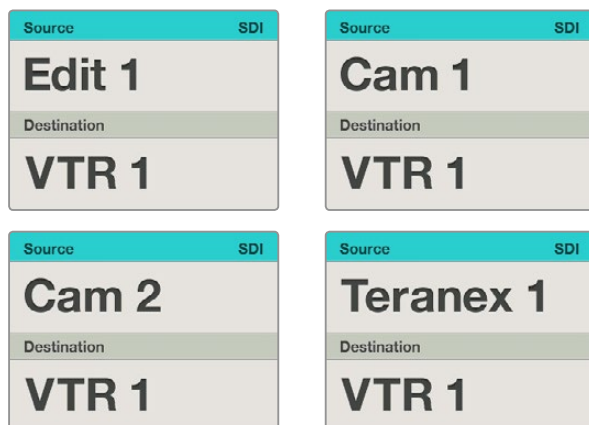 Source SDI
Edit 1
Destination
VTR 1
Source SDI
Cam 1
Destination
VTR 1
Source SDI
Cam 2
Destination
VTR 1
Source SDI
Teranex 1
Destination
VTR 1